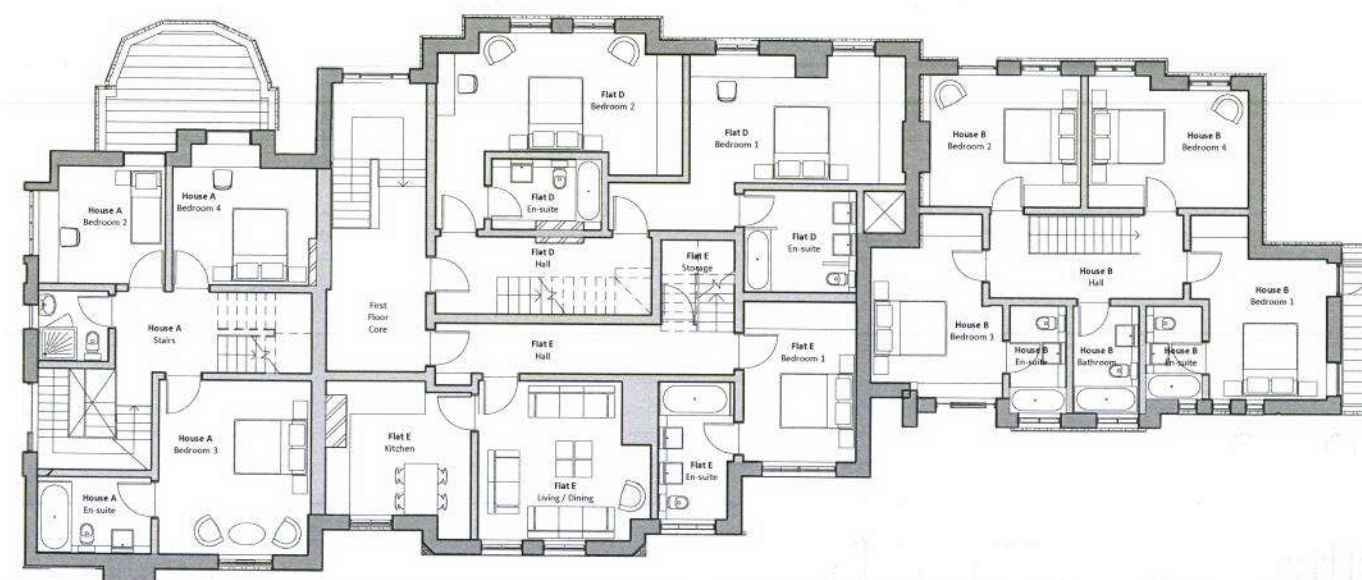 Flat D
Bedroom 2
Flat D
Bedroom 1
House B
Bedroom 2
House B
Bedroom 4
House A
Bedroom 2
House A
Bedroom 4
Flat D
En-suite
Flat D
En-suite
Flat D
Hall
Flat E
Storage
House B
Hall
House B
Bedroom 1
First
Floor
Core
House A
Stairs
House B
Bedroom 3
House B
En-suite
House B
Bathroom
House B
En-suite
Flat E
Hall
Flat E
Bedroom 1
House A
Bedroom 3
Flat E
Kitchen
Flat E
Living / Dining
Flat E
En-suite
House A
En-suite